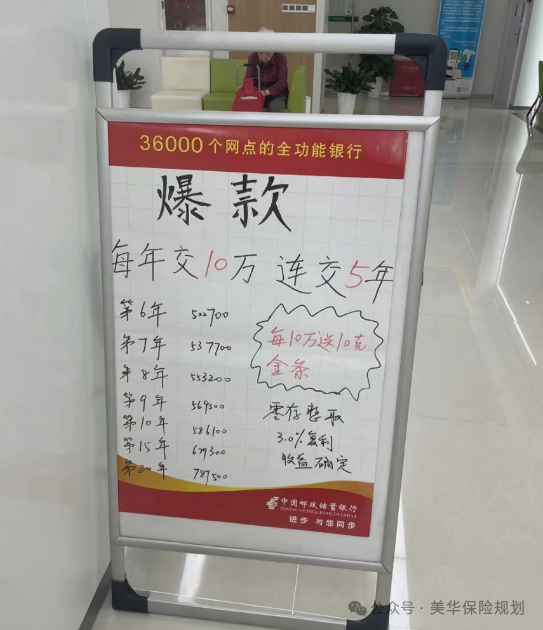 36000个网点的全功能银行
爆款
每年交10万 连交5年
第6年 522700
第7年 537700
第8年 553200
第9年 569300
第10年 586100
第15年 679300
第20年 787500
每10万送10克
金条
零存整取
3.0%复利
收益确定
中国邮政储蓄银行
POSTAL SAVINGS BANK OF CHINA
进步 与您同步
公众号·美华保险规划